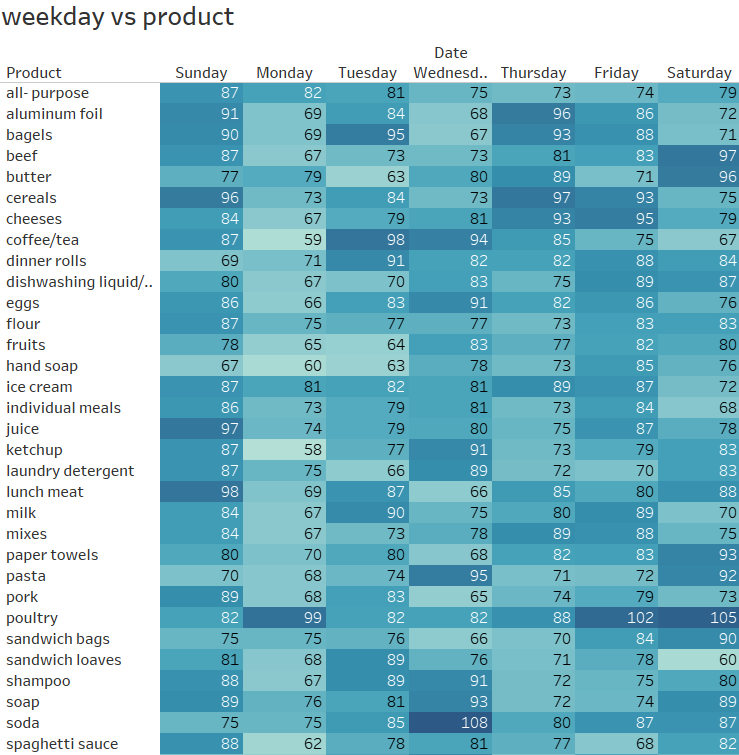 weekday vs product
Date
Product Sunday Monday Tuesday Wednesd.. Thursday Friday Saturday
all- purpose 87 82 81 75 73 74 79
aluminum foil 91 69 84 68 96 86 72
bagels 90 69 95 67 93 88 71
beef 87 67 73 73 81 83 97
butter 77 79 63 80 89 71 96
cereals 96 73 84 73 97 93 75
cheeses 84 67 79 81 93 95 79
coffee/tea 87 59 98 94 85 75 67
dinner rolls 69 71 91 82 82 88 84
dishwashing liquid/.. 80 67 70 83 75 89 87
eggs 86 66 83 91 82 86 76
flour 87 75 77 77 73 83 83
fruits 78 65 64 83 77 82 80
hand soap 67 60 63 78 73 85 76
ice cream 87 81 82 81 89 87 72
individual meals 86 73 79 81 73 84 68
juice 97 74 79 80 75 87 78
ketchup 87 58 77 91 73 79 83
laundry detergent 87 75 66 89 72 70 83
lunch meat 98 69 87 66 85 80 88
milk 84 67 90 75 80 89 70
mixes 84 67 73 78 89 88 75
paper towels 80 70 80 68 82 83 93
pasta 70 68 74 95 71 72 92
pork 89 68 83 65 74 79 73
poultry 82 99 82 82 88 102 105
sandwich bags 75 75 76 66 70 84 90
sandwich loaves 81 68 89 76 71 78 60
shampoo 88 67 89 91 72 75 80
soap 89 76 81 93 72 74 89
soda 75 75 85 108 80 87 87
spaghetti sauce 88 62 78 81 77 68 82